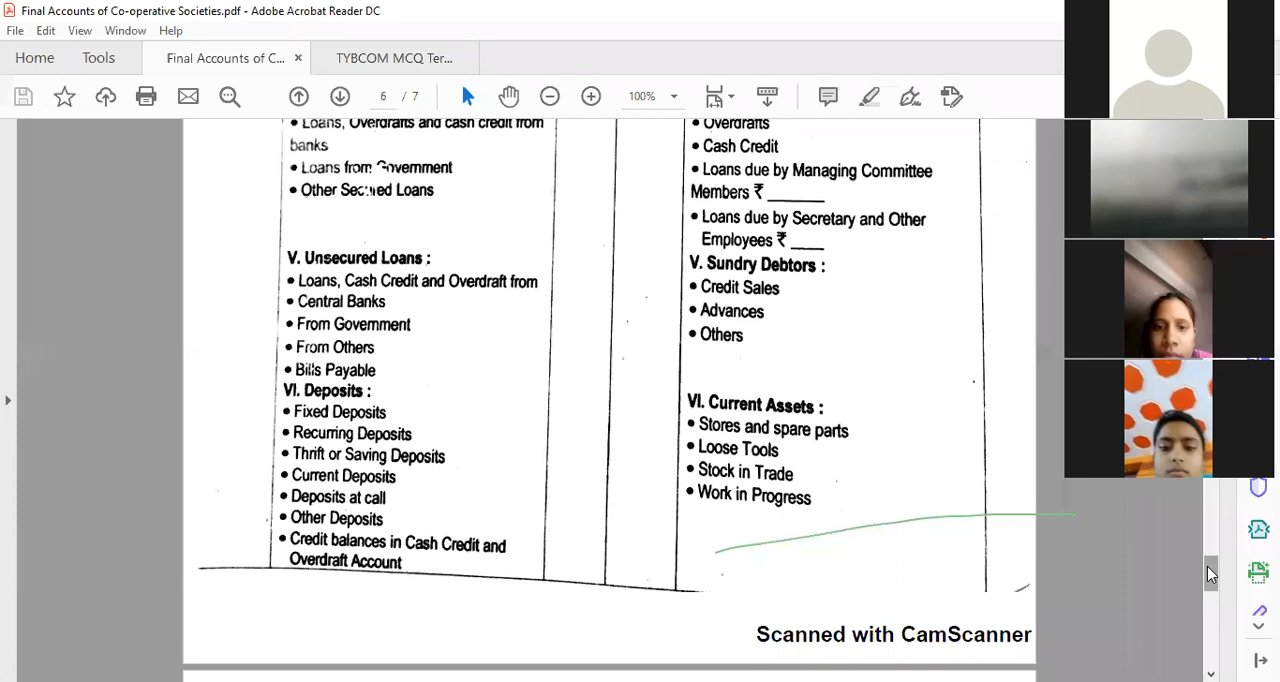 Final Accounts of Co-operative Societies.pdf - Adobe Acrobat Reader DC
File Edit View Window Help
Home Tools Final Accounts of C... × TYBCOM MCQ Ter...
6 / 7 100%
• Loans, Overdrafts and cash credit from
banks
• Loans from Government
• Other Secured Loans
V. Unsecured Loans :
• Loans, Cash Credit and Overdraft from
• Central Banks
• From Government
• From Others
• Bills Payable
VI. Deposits :
• Fixed Deposits
• Recurring Deposits
• Thrift or Saving Deposits
• Current Deposits
• Deposits at call
• Other Deposits
• Credit balances in Cash Credit and
Overdraft Account
• Overdrafts
• Cash Credit
• Loans due by Managing Committee
Members ₹ ______
• Loans due by Secretary and Other
Employees ₹ ____
V. Sundry Debtors :
• Credit Sales
• Advances
• Others
VI. Current Assets :
• Stores and spare parts
• Loose Tools
• Stock in Trade
• Work in Progress
Scanned with CamScanner